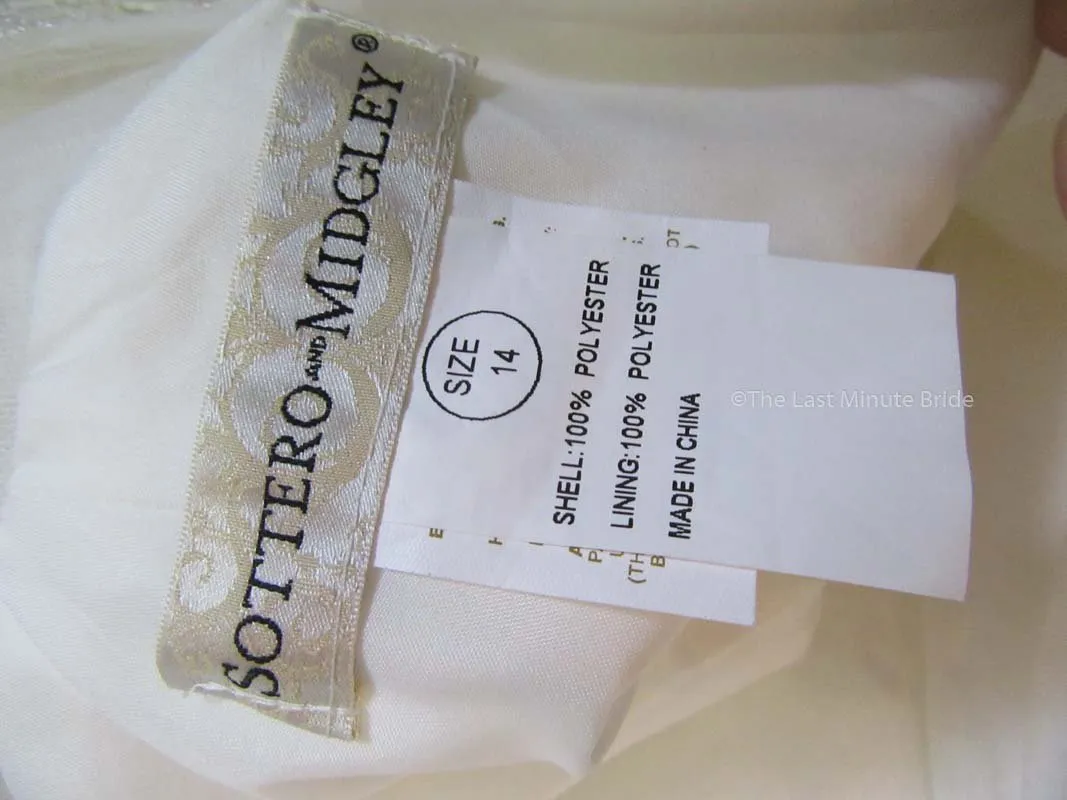 SOTTERO AND MIDGLEY®
SIZE
14
SHELL:100% POLYESTER
LINING:100% POLYESTER
MADE IN CHINA
©The Last Minute Bride